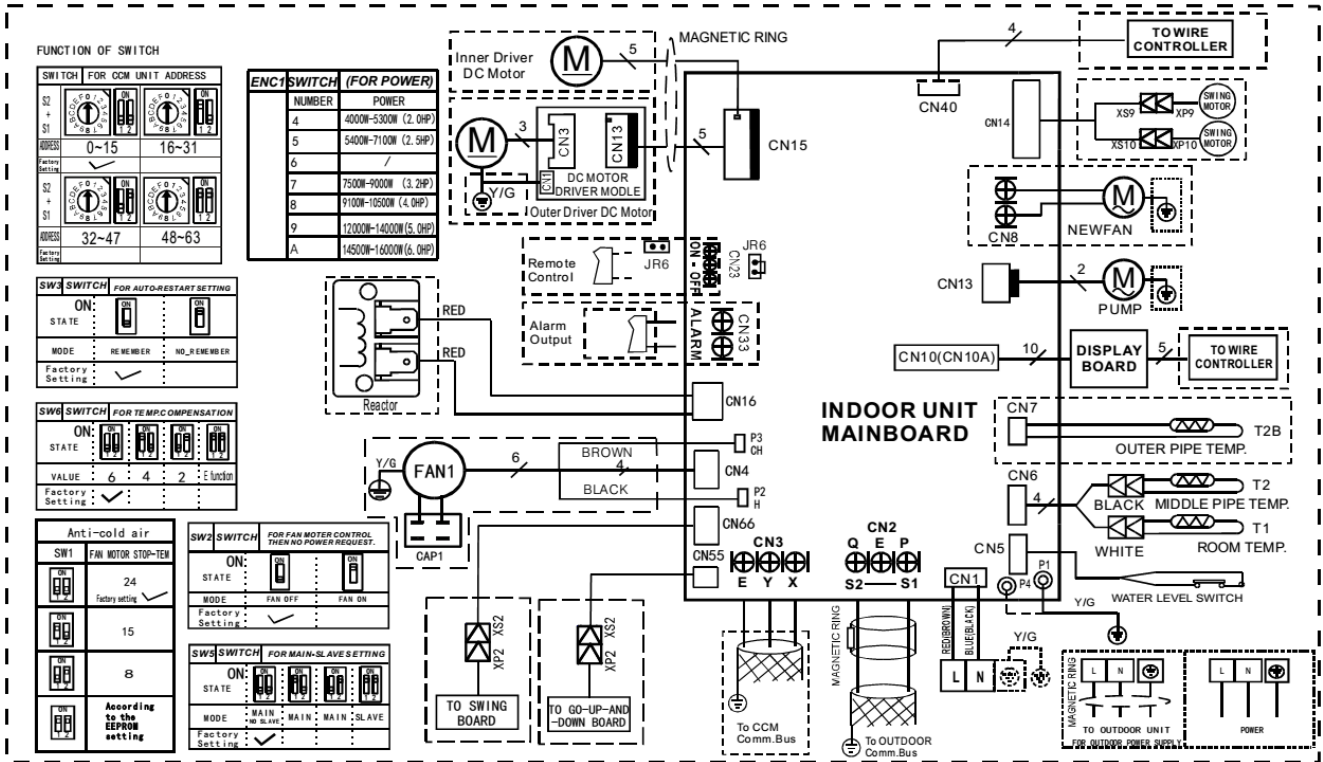 FUNCTION OF SWITCH
SWITCH FOR CCM UNIT ADDRESS
S2
+
S1
ADDRESS 0~15 16~31
Factory
Setting
S2
+
S1
ADDRESS 32~47 48~63
Factory
Setting
ENC1 SWITCH (FOR POWER)
NUMBER POWER
4 4000W-5300W (2.0HP)
5 5400W-7100W (2.5HP)
6 /
7 7500W-9000W (3.2HP)
8 9100W-10500W (4.0HP)
9 12000W-14000W(5.0HP)
A 14500W-16000W(6.0HP)
SW3 SWITCH FOR AUTO-RESTART SETTING
ON
STATE
MODE REMEMBER NO_REMEMBER
Factory
Setting
SW6 SWITCH FOR TEMP.COMPENSATION
ON
STATE
VALUE 6 4 2 E function
Factory
Setting
Anti-cold air
SW1 FAN MOTOR STOP-TEM
24
Factory setting
15
8
According
to the
EEPROM
setting
SW2 SWITCH FOR FAN MOTER CONTROL
THEN NO POWER REQUEST.
ON
STATE
MODE FAN OFF FAN ON
Factory
Setting
SW5 SWITCH FOR MAIN-SLAVE SETTING
ON
STATE
MODE MAIN NO SLAVE MAIN MAIN SLAVE
Factory
Setting
Inner Driver
DC Motor
M
5
MAGNETIC RING
M
3
CN3
CN13
CN1
DC MOTOR
DRIVER MODLE
Y/G
Outer Driver DC Motor
5
CN15
Remote
Control
JR6
ON - OFF
CN23
JR6
Alarm
Output
ALARM
CN33
Reactor
RED
RED
CN16
Y/G
FAN1
6
BROWN
4
BLACK
P3
CH
CN4
P2
H
CAP1
CN66
CN55
XS2
XP2
TO SWING
BOARD
XS2
XP2
TO GO-UP-AND
-DOWN BOARD
INDOOR UNIT
MAINBOARD
CN3
E Y X
To CCM
Comm.Bus
CN2
Q E P
S2 S1
MAGNETIC RING
To OUTDOOR
Comm.Bus
CN1
RED(BROWN)
BLUE(BLACK)
L N
Y/G
4
TO WIRE
CONTROLLER
CN40
CN14
XS9 XP9
SWING
MOTOR
XS10 XP10
SWING
MOTOR
CN8
M
NEWFAN
CN13
2
M
PUMP
CN10(CN10A)
10
DISPLAY
BOARD
5
TO WIRE
CONTROLLER
CN7
T2B
OUTER PIPE TEMP.
CN6
4
BLACK
T2
MIDDLE PIPE TEMP.
WHITE
T1
ROOM TEMP.
CN5
P4
P1
Y/G
WATER LEVEL SWITCH
MAGNETIC RING
L N
TO OUTDOOR UNIT
FOR OUTDOOR POWER SUPPLY
L N
POWER